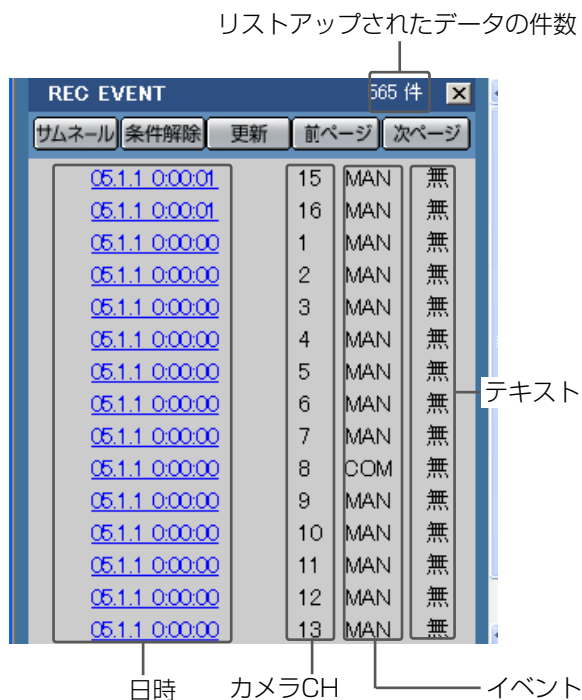 リストアップされたデータの件数
REC EVENT 565 件
サムネール 条件解除 更新 前ページ 次ページ
05.1.1 0:00:01 15 MAN 無
05.1.1 0:00:01 16 MAN 無
05.1.1 0:00:00 1 MAN 無
05.1.1 0:00:00 2 MAN 無
05.1.1 0:00:00 3 MAN 無
05.1.1 0:00:00 4 MAN 無
05.1.1 0:00:00 5 MAN 無
05.1.1 0:00:00 6 MAN 無
05.1.1 0:00:00 7 MAN 無
05.1.1 0:00:00 8 COM 無
05.1.1 0:00:00 9 MAN 無
05.1.1 0:00:00 10 MAN 無
05.1.1 0:00:00 11 MAN 無
05.1.1 0:00:00 12 MAN 無
05.1.1 0:00:00 13 MAN 無
テキスト
日時 カメラCH イベント